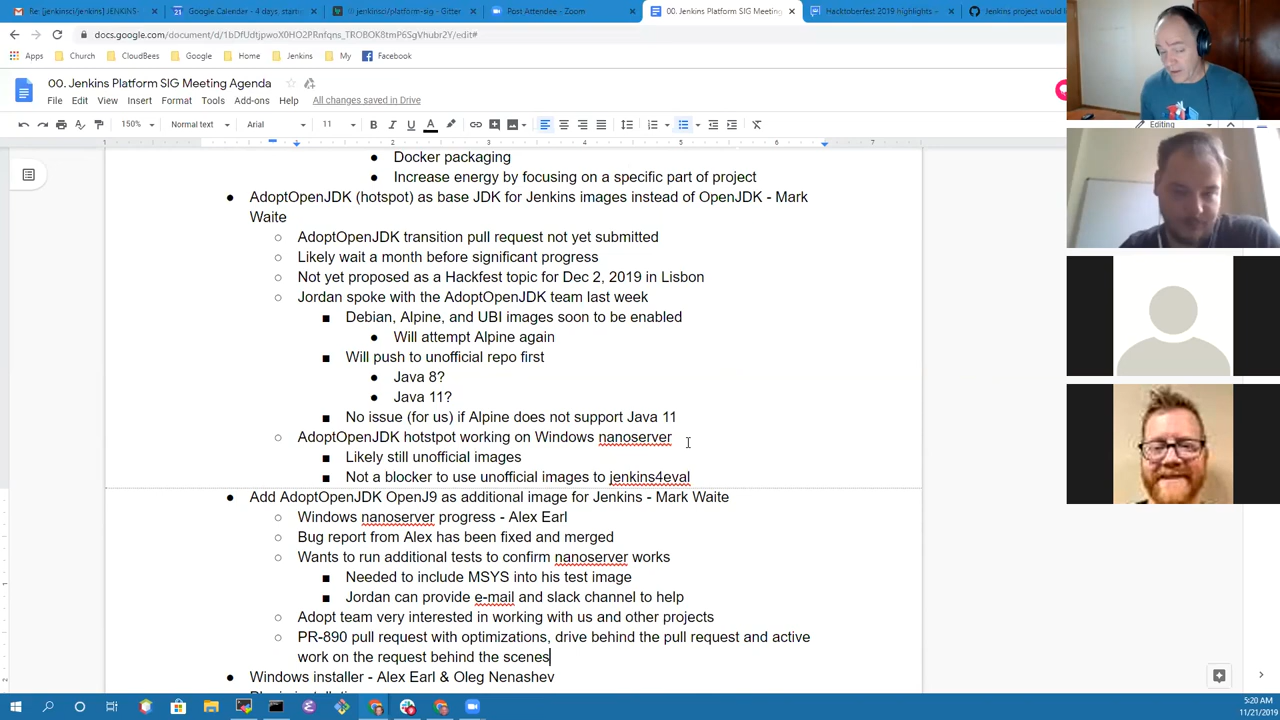 Re: [jenkinsci/jenkins] JENKINS-
Google Calendar - 4 days, startin
jenkinsci/platform-sig - Gitter
Post Attendee - Zoom
00. Jenkins Platform SIG Meeting
Hacktoberfest 2019 highlights -
Jenkins project would
docs.google.com/document/d/1bDfUdtjpwoX0HO2PRnfqns_TROBOK8tmP6SgVhubr2Y/edit#
Apps
Church
CloudBees
Google
Home
Jenkins
My
Facebook
00. Jenkins Platform SIG Meeting Agenda
File Edit View Insert Format Tools Add-ons Help All changes saved in Drive
150% Normal text Arial 11
Editing
1 2 3 4 5 6 7
Docker packaging
Increase energy by focusing on a specific part of project
AdoptOpenJDK (hotspot) as base JDK for Jenkins images instead of OpenJDK - Mark
Waite
AdoptOpenJDK transition pull request not yet submitted
Likely wait a month before significant progress
Not yet proposed as a Hackfest topic for Dec 2, 2019 in Lisbon
Jordan spoke with the AdoptOpenJDK team last week
Debian, Alpine, and UBI images soon to be enabled
Will attempt Alpine again
Will push to unofficial repo first
Java 8?
Java 11?
No issue (for us) if Alpine does not support Java 11
AdoptOpenJDK hotstpot working on Windows nanoserver
Likely still unofficial images
Not a blocker to use unofficial images to jenkins4eval
Add AdoptOpenJDK OpenJ9 as additional image for Jenkins - Mark Waite
Windows nanoserver progress - Alex Earl
Bug report from Alex has been fixed and merged
Wants to run additional tests to confirm nanoserver works
Needed to include MSYS into his test image
Jordan can provide e-mail and slack channel to help
Adopt team very interested in working with us and other projects
PR-890 pull request with optimizations, drive behind the pull request and active
work on the request behind the scenes
Windows installer - Alex Earl & Oleg Nenashev
5:20 AM
11/21/2019